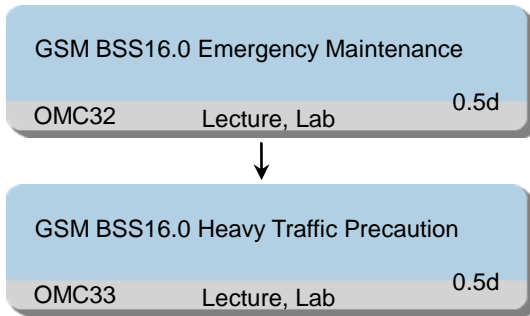 GSM BSS16.0 Emergency Maintenance
0.5d
OMC32 Lecture, Lab
GSM BSS16.0 Heavy Traffic Precaution
0.5d
OMC33 Lecture, Lab